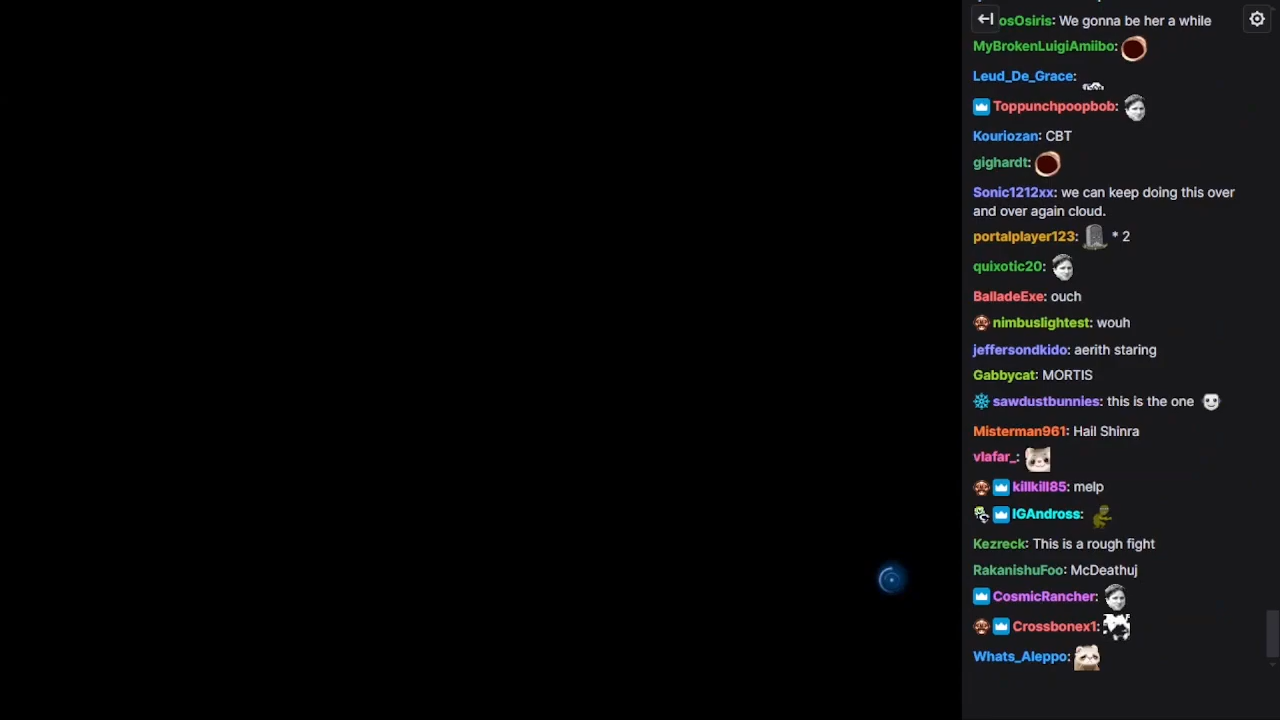 osOsiris: We gonna be her a while
MyBrokenLuigiAmiibo:
Leud_De_Grace:
Toppunchpoopbob:
Kouriozan: CBT
gighardt:
Sonic1212xx: we can keep doing this over
and over again cloud.
portalplayer123: * 2
quixotic20:
BalladeExe: ouch
nimbuslightest: wouh
jeffersondkido: aerith staring
Gabbycat: MORTIS
sawdustbunnies: this is the one
Misterman961: Hail Shinra
vlafar_:
killkill85: melp
IGAndross:
Kezreck: This is a rough fight
RakanishuFoo: McDeathuj
CosmicRancher:
Crossbonex1:
Whats_Aleppo: